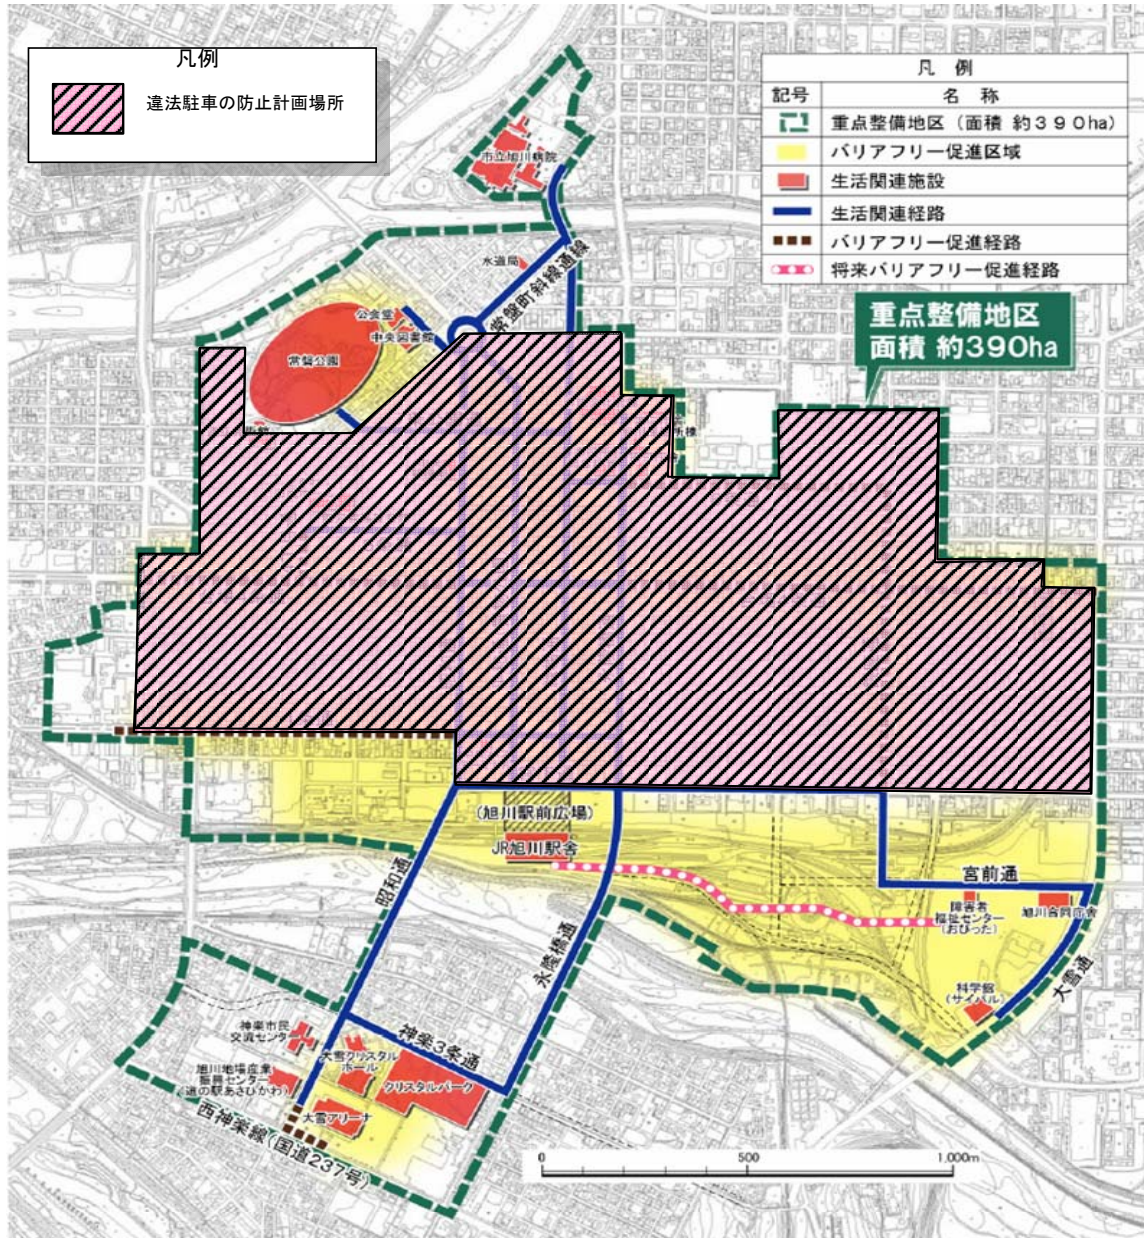 凡例
違法駐車の防止計画場所
凡 例
記号 名 称
重点整備地区(面積 約390ha)
バリアフリー促進区域
生活関連施設
生活関連経路
バリアフリー促進経路
将来バリアフリー促進経路
重点整備地区
面積 約390ha
市立旭川病院
水道局
常盤町斜線通線
公会堂
中央図書館
常磐公園
(旭川駅前広場)
JR旭川駅舎
昭和通
永隆橋通
宮前通
障害者
福祉センター
(おぴった)
旭川合同庁舎
大雪通
科学館
(サイパル)
神楽3条通
神楽市民
交流センター
大雪クリスタル
ホール
クリスタルパーク
旭川地場産業
振興センター
(道の駅あさひかわ)
大雪アリーナ
西神楽線(国道237号)
0 500 1,000m